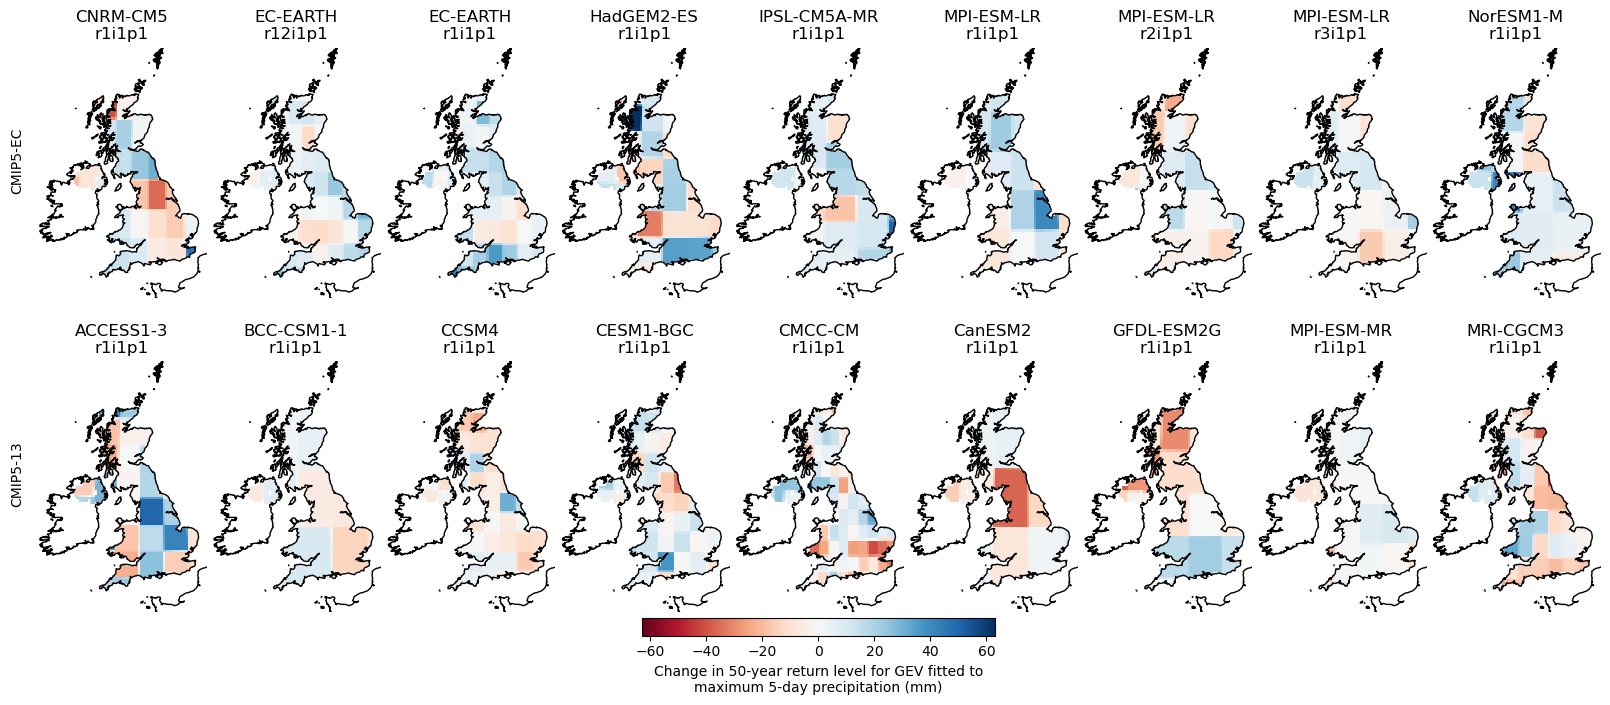 CNRM-CM5 EC-EARTH EC-EARTH HadGEM2-ES IPSL-CM5A-MR MPI-ESM-LR MPI-ESM-LR MPI-ESM-LR NorESM1-M
r1i1p1 r12i1p1 r1i1p1 r1i1p1 r1i1p1 r1i1p1 r2i1p1 r3i1p1 r1i1p1
CMIP5-EC
ACCESS1-3 BCC-CSM1-1 CCSM4 CESM1-BGC CMCC-CM CanESM2 GFDL-ESM2G MPI-ESM-MR MRI-CGCM3
r1i1p1 r1i1p1 r1i1p1 r1i1p1 r1i1p1 r1i1p1 r1i1p1 r1i1p1 r1i1p1
CMIP5-13
−60 −40 −20 0 20 40 60
Change in 50-year return level for GEV fitted to
maximum 5-day precipitation (mm)